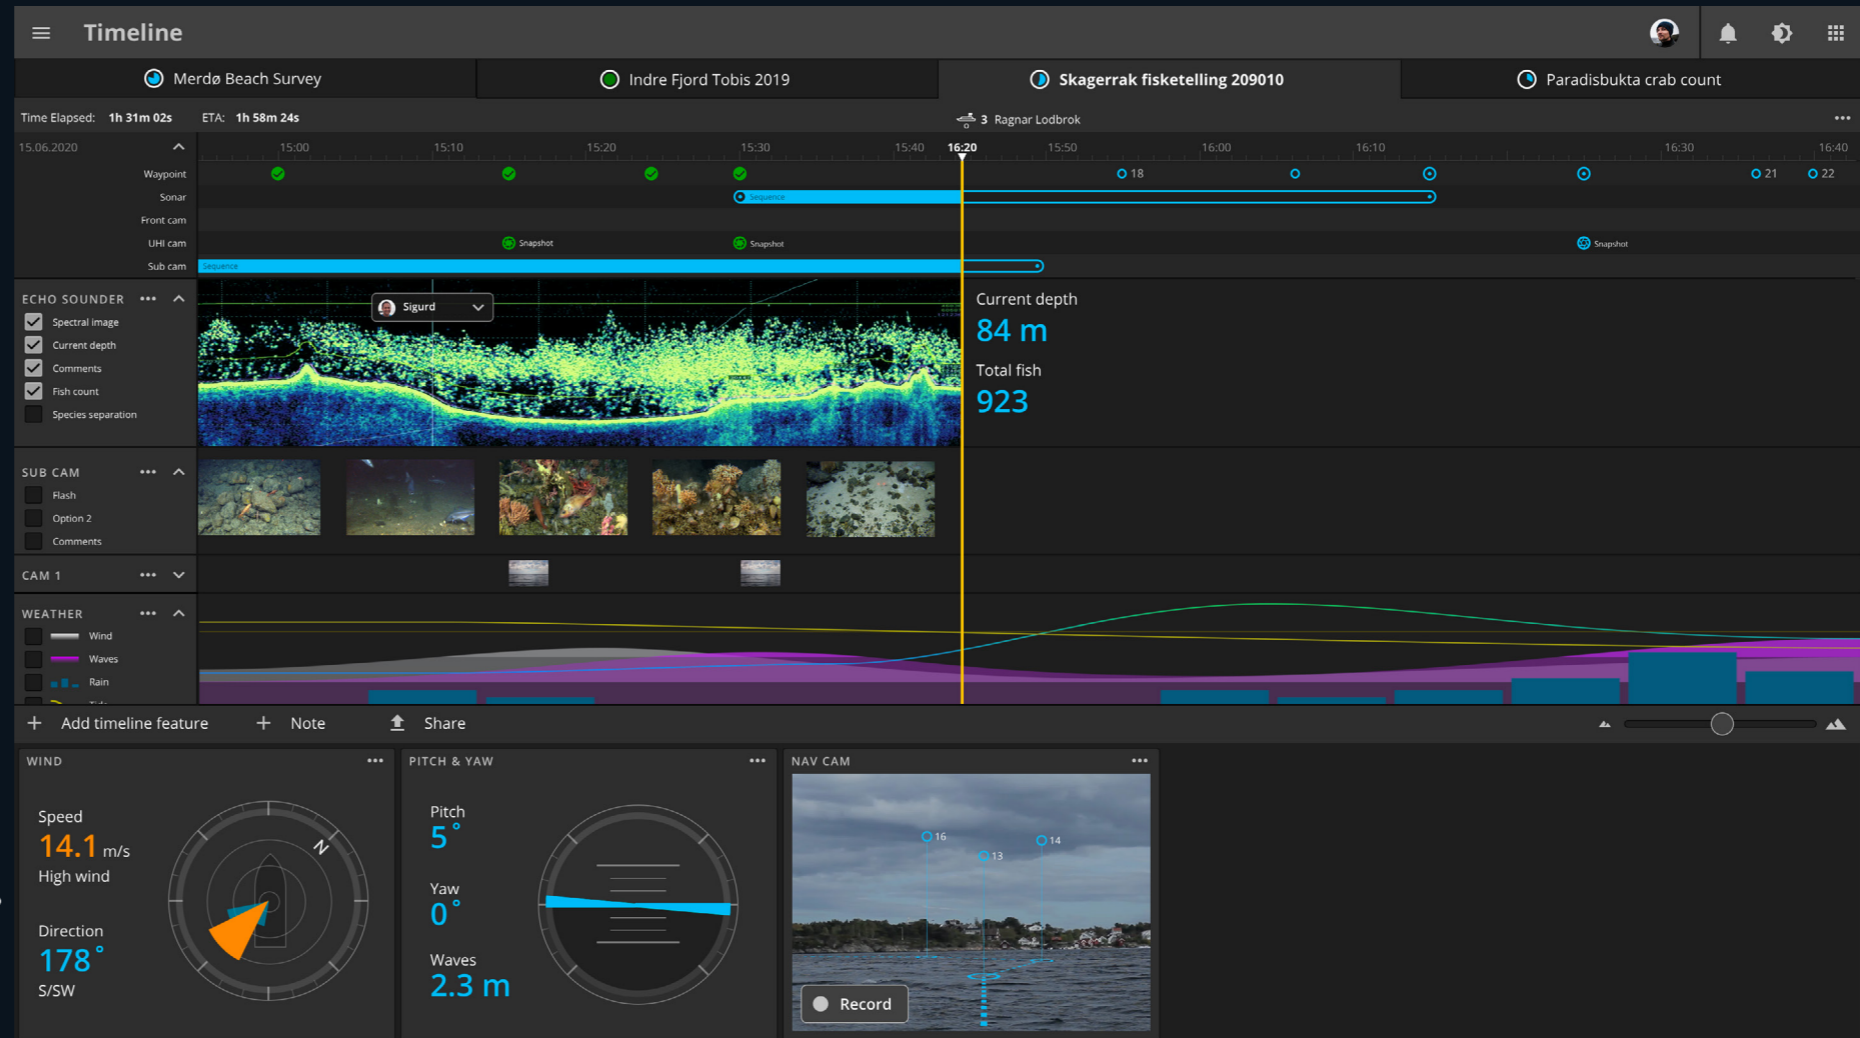 Timeline
Merdø Beach Survey
Indre Fjord Tobis 2019
Skagerrak fisketelling 209010
Paradisbukta crab count
Time Elapsed: 1h 31m 02s ETA: 1h 58m 24s
3 Ragnar Lodbrok
15.06.2020
15:00 15:10 15:20 15:30 15:40 16:20 15:50 16:00 16:10 16:30 16:40
Waypoint
18
21
22
Sonar
Sequence
Front cam
UHI cam
Snapshot
Snapshot
Snapshot
Sub cam
Sequence
ECHO SOUNDER
Spectral image
Current depth
Comments
Fish count
Species separation
Sigurd
Current depth
84 m
Total fish
923
SUB CAM
Flash
Option 2
Comments
CAM 1
WEATHER
Wind
Waves
Rain
Add timeline feature
Note
Share
WIND
Speed
14.1 m/s
High wind
Direction
178°
S/SW
N
PITCH & YAW
Pitch
5°
Yaw
0°
Waves
2.3 m
NAV CAM
16
13
14
Record